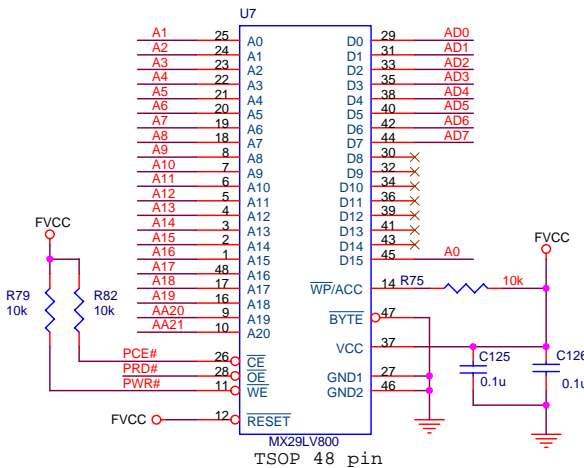 U7
A1 25 A0 D0 29 AD0
A2 24 A1 D1 31 AD1
A3 23 A2 D2 33 AD2
A4 22 A3 D3 35 AD3
A5 21 A4 D4 38 AD4
A6 20 A5 D5 40 AD5
A7 19 A6 D6 42 AD6
A8 18 A7 D7 44 AD7
A9 8 A8 D8 30
A10 7 A9 D9 32
A11 6 A10 D10 34
A12 5 A11 D11 36
A13 4 A12 D12 39
A14 3 A13 D13 41
A15 2 A14 D14 43
A16 1 A15 D15 45 A0
A17 48 A16
A18 17 A17 WP/ACC 14 R75 10k
A19 16 A18
AA20 9 A19 BYTE 47
AA21 10 A20
FVCC
FVCC
R79
10k
R82
10k
VCC 37
C125
0.1u
C126
0.1u
PCE# 26 CE GND1 27
PRD# 28 OE GND2 46
PWR# 11 WE
FVCC 12 RESET
MX29LV800
TSOP 48 pin